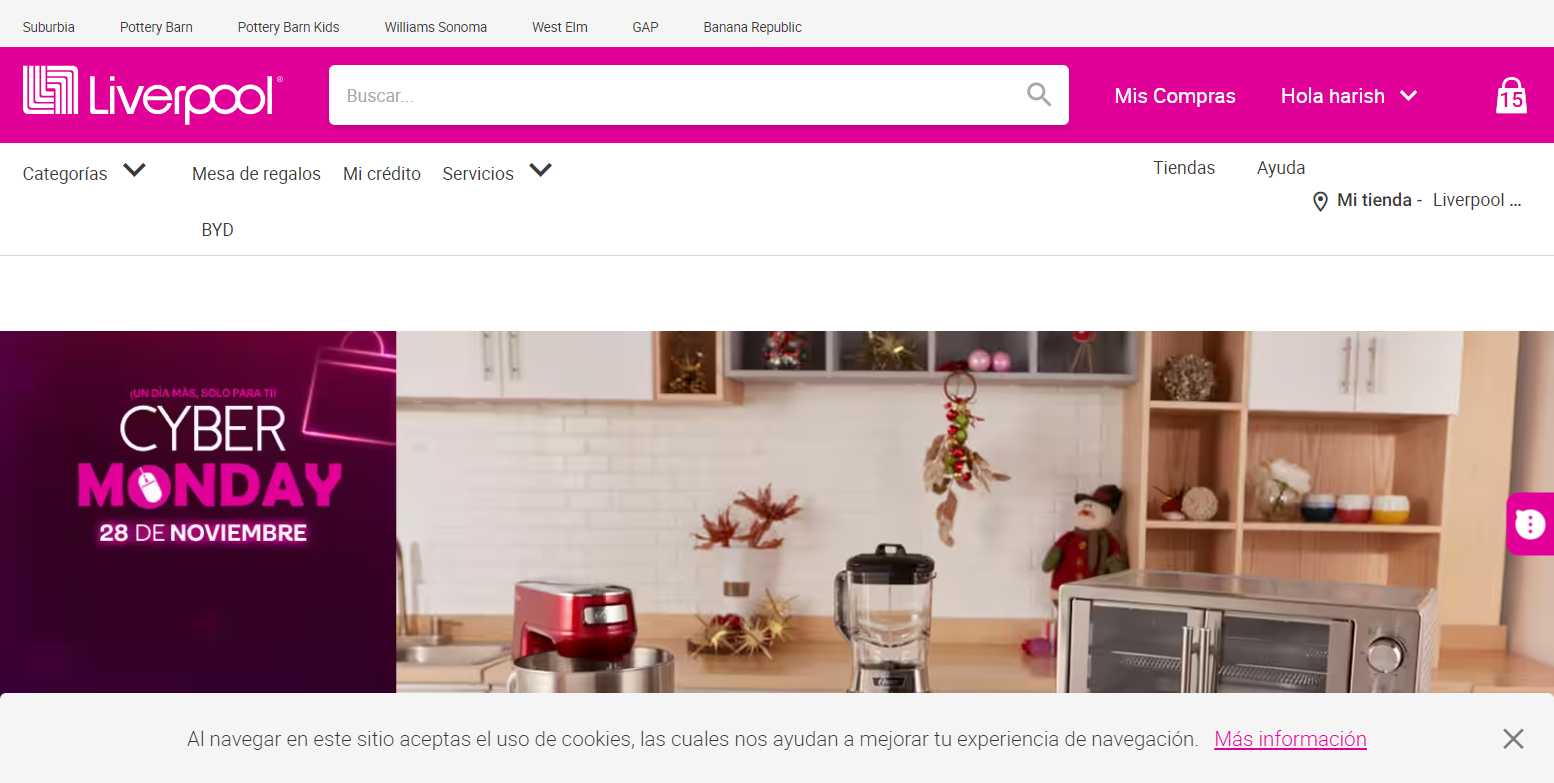 Suburbia Pottery Barn Pottery Barn Kids Williams Sonoma West Elm GAP Banana Republic
Liverpool®
Buscar...
Mis Compras
Hola harish
15
Categorías Mesa de regalos Mi crédito Servicios
Tiendas Ayuda
Mi tienda - Liverpool ...
BYD
¡UN DÍA MÁS, SOLO PARA TI!
CYBER
MONDAY
28 DE NOVIEMBRE
Al navegar en este sitio aceptas el uso de cookies, las cuales nos ayudan a mejorar tu experiencia de navegación. Más información